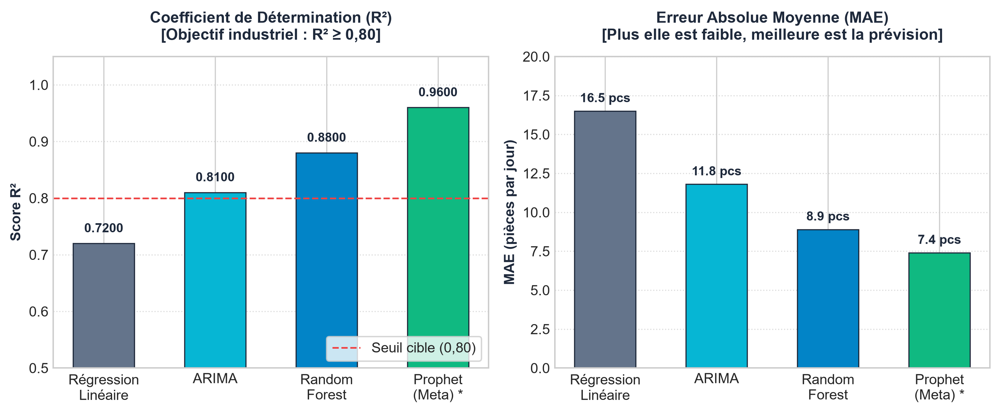 Coefficient de Détermination (R²)
[Objectif industriel : R² ≥ 0,80]
Score R²
1.0
0.9
0.8
0.7
0.6
0.5
0.7200
0.8100
0.8800
0.9600
Seuil cible (0,80)
Régression
Linéaire
ARIMA
Random
Forest
Prophet
(Meta) *
Erreur Absolue Moyenne (MAE)
[Plus elle est faible, meilleure est la prévision]
MAE (pièces par jour)
20.0
17.5
15.0
12.5
10.0
7.5
5.0
2.5
0.0
16.5 pcs
11.8 pcs
8.9 pcs
7.4 pcs
Régression
Linéaire
ARIMA
Random
Forest
Prophet
(Meta) *